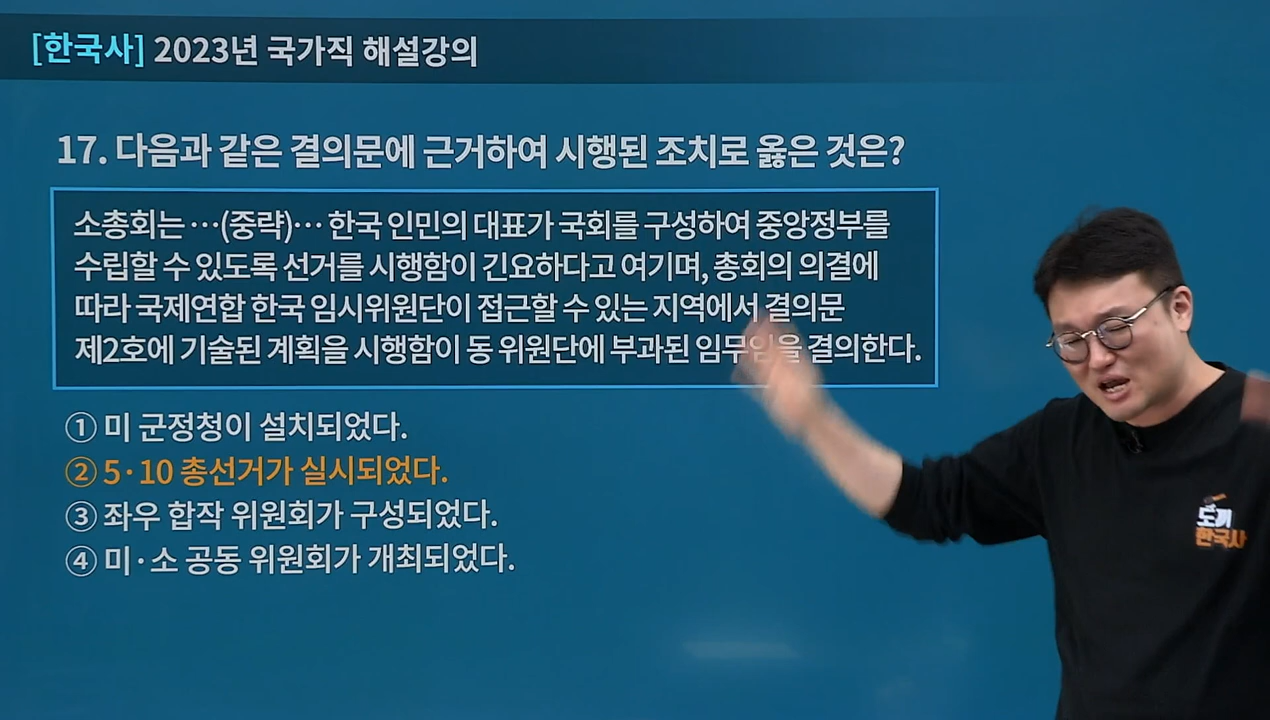 [한국사] 2023년 국가직 해설강의
17. 다음과 같은 결의문에 근거하여 시행된 조치로 옳은 것은?
소총회는 …(중략)… 한국 인민의 대표가 국회를 구성하여 중앙정부를
수립할 수 있도록 선거를 시행함이 긴요하다고 여기며, 총회의 의결에
따라 국제연합 한국 임시위원단이 접근할 수 있는 지역에서 결의문
제2호에 기술된 계획을 시행함이 동 위원단에 부과된 임무임을 결의한다.
① 미 군정청이 설치되었다.
② 5·10 총선거가 실시되었다.
③ 좌우 합작 위원회가 구성되었다.
④ 미·소 공동 위원회가 개최되었다.
도끼
한국사